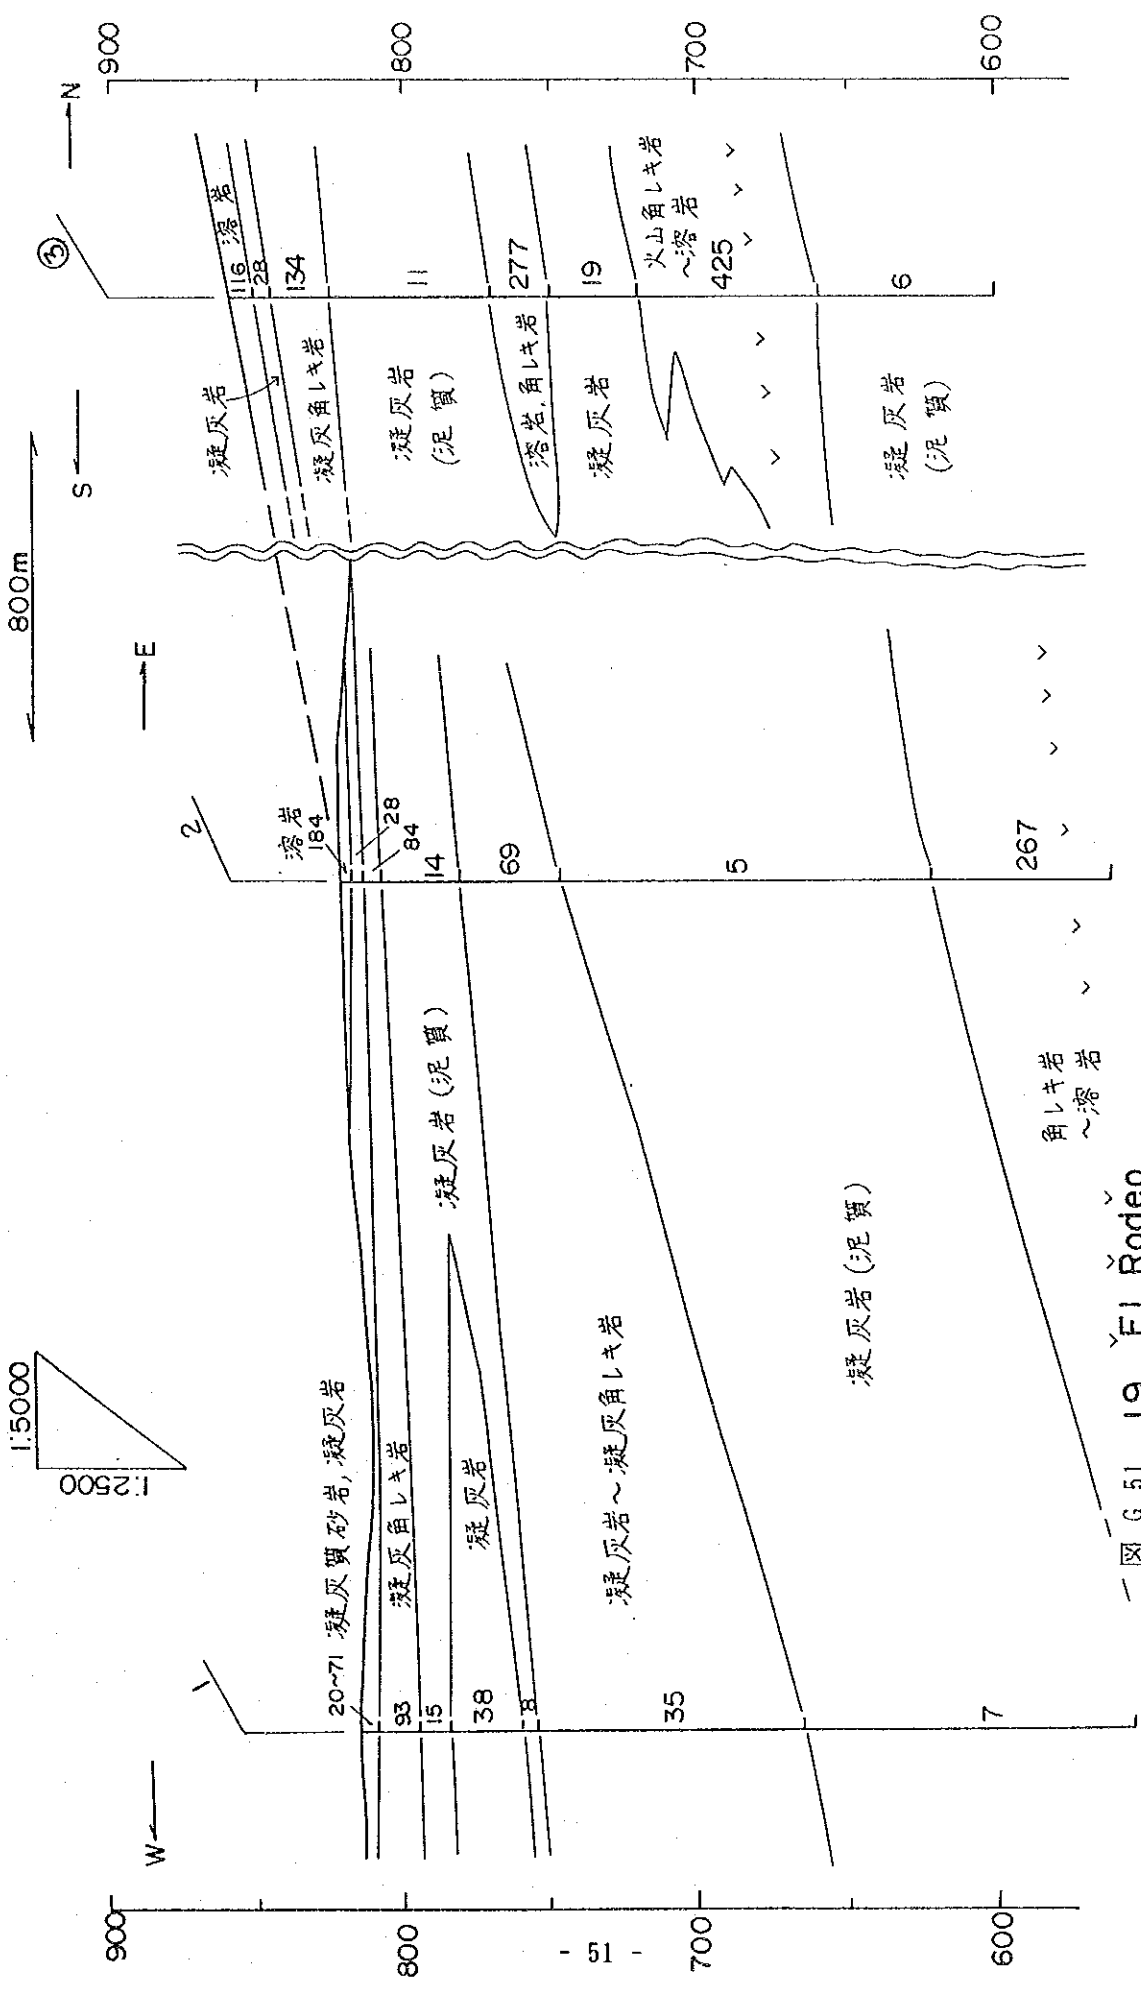 900
800
700
600
N
③
S
E
W
800m
1:5000
1:2500
溶岩
116
28
134
11
277
19
425
6
凝灰岩
凝灰角レキ岩
凝灰岩
(泥質)
溶岩,角レキ岩
凝灰岩
火山角レキ岩
~溶岩
凝灰岩
(泥質)
2
溶岩
184
28
84
14
69
5
267
凝灰岩(泥質)
角レキ岩
~溶岩
1
20~71 凝灰質砂岩,凝灰岩
93
凝灰角レキ岩
15
38
凝灰岩
8
35
凝灰岩~凝灰角レキ岩
7
凝灰岩(泥質)
900
800
700
600
図 G 51 19 El Rodeo
- 51 -